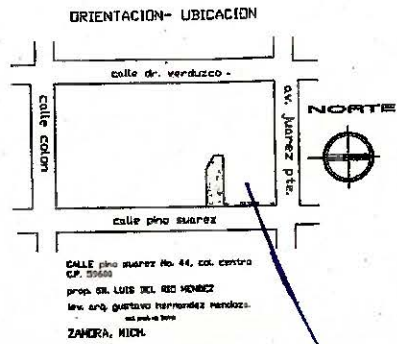 ORIENTACION- UBICACION
calle dr. verduzco -
calle colon
av. juarez pte.
NORTE
calle pino suarez
CALLE pino suarez No. 44, col. centro
C.P. 59600
prop. SR. LUIS DEL RIO MENDEZ
lev. arq. gustavo hernandez mendoza.
ZAMORA, MICH.